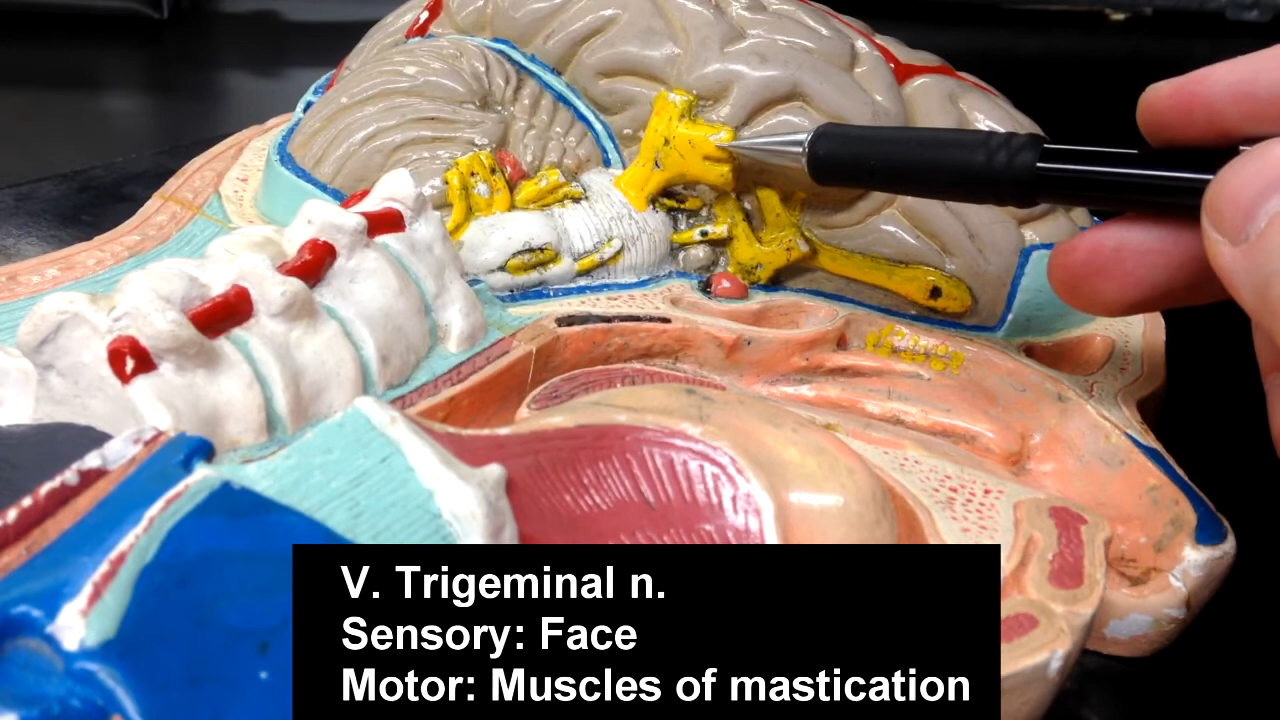 V. Trigeminal n.
Sensory: Face
Motor: Muscles of mastication